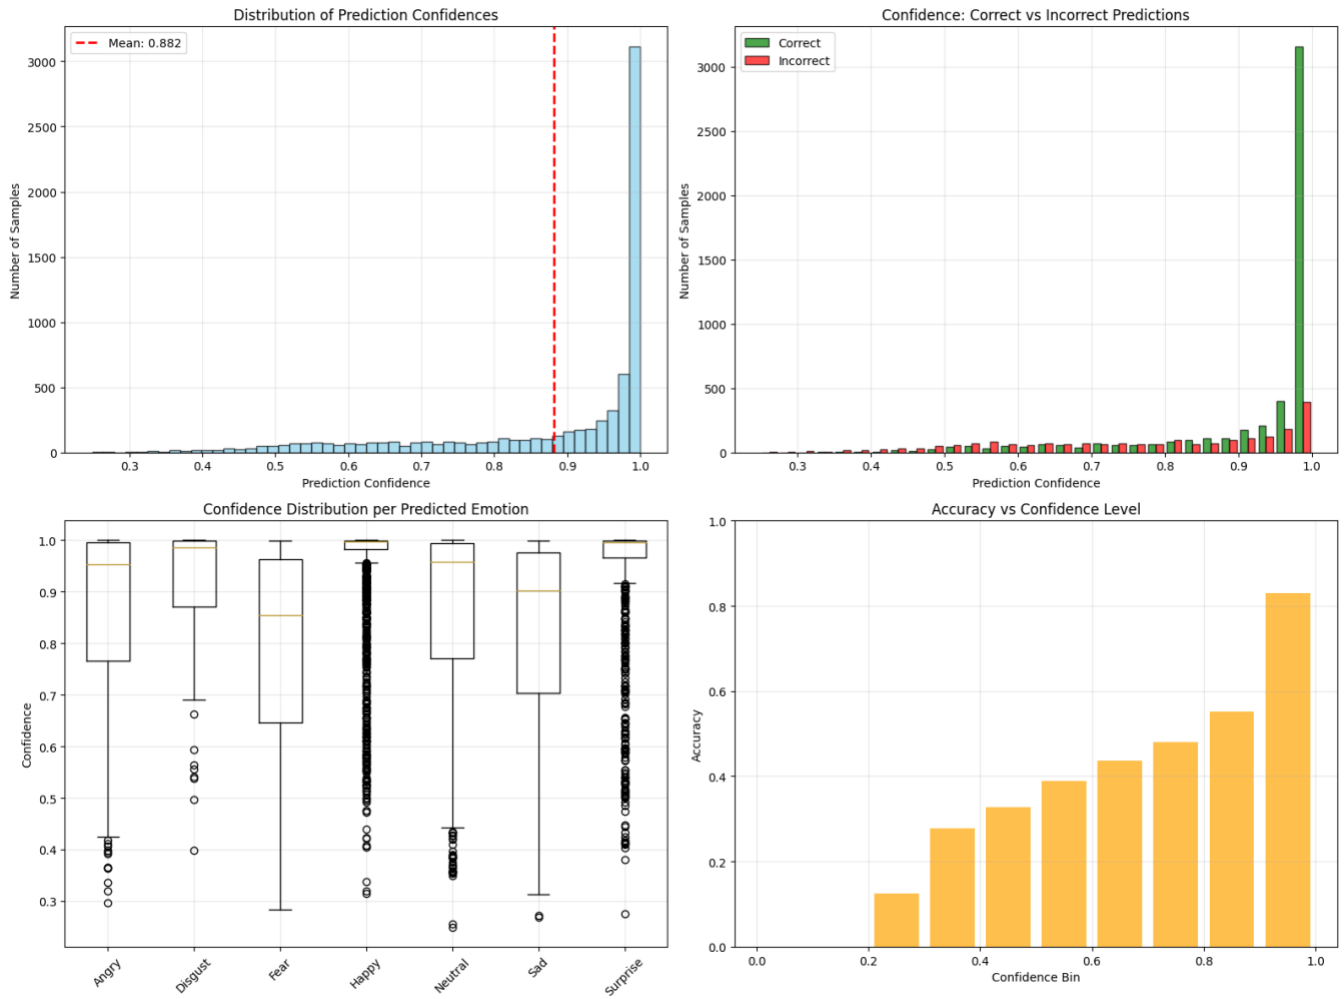 Distribution of Prediction Confidences
Mean: 0.882
Number of Samples
3000
2500
2000
1500
1000
500
0
0.3 0.4 0.5 0.6 0.7 0.8 0.9 1.0
Prediction Confidence
Confidence: Correct vs Incorrect Predictions
Correct
Incorrect
Number of Samples
3000
2500
2000
1500
1000
500
0
0.3 0.4 0.5 0.6 0.7 0.8 0.9 1.0
Prediction Confidence
Confidence Distribution per Predicted Emotion
Confidence
1.0
0.9
0.8
0.7
0.6
0.5
0.4
0.3
Angry Disgust Fear Happy Neutral Sad Surprise
Accuracy vs Confidence Level
Accuracy
1.0
0.8
0.6
0.4
0.2
0.0
0.0 0.2 0.4 0.6 0.8 1.0
Confidence Bin